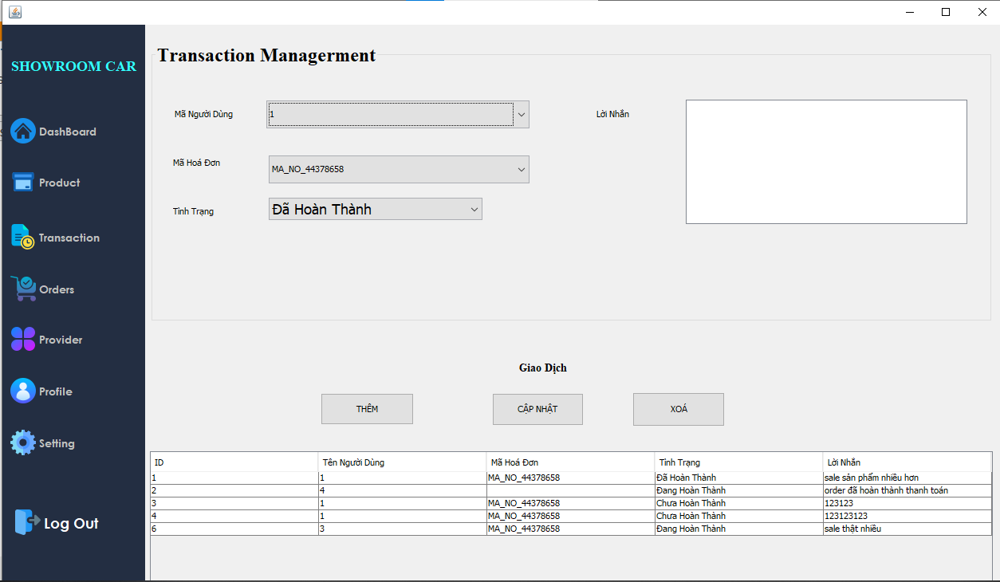 SHOWROOM CAR
DashBoard
Product
Transaction
Orders
Provider
Profile
Setting
Log Out
Transaction Managerment
Mã Người Dùng 1 Lời Nhắn
Mã Hoá Đơn MA_NO_44378658
Tình Trạng Đã Hoàn Thành
Giao Dịch
THÊM CẬP NHẬT XOÁ
ID Tên Người Dùng Mã Hoá Đơn Tình Trạng Lời Nhắn
1 1 MA_NO_44378658 Đã Hoàn Thành sale sản phẩm nhiều hơn
2 4 Đang Hoàn Thành order đã hoàn thành thanh toán
3 1 MA_NO_44378658 Chưa Hoàn Thành 123123
4 1 MA_NO_44378658 Chưa Hoàn Thành 123123123
6 3 MA_NO_44378658 Đang Hoàn Thành sale thật nhiều